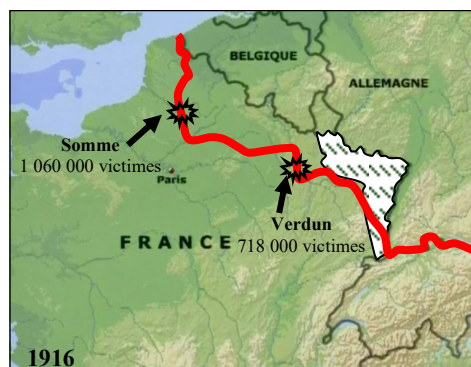 BELGIQUE
ALLEMAGNE
Somme
1 060 000 victimes
Paris
Verdun
FRANCE 718 000 victimes
1916